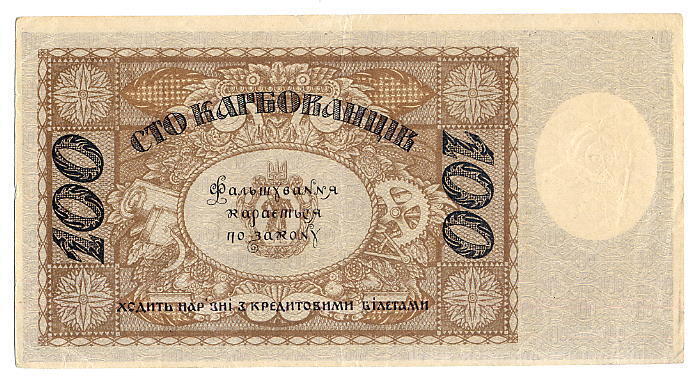 100
СТО КАРБОВАНЦІВ
100
Фальшування
карається
по закону
ХОДИТЬ НАРІВНІ З КРЕДИТОВИМИ БІЛЕТАМИ